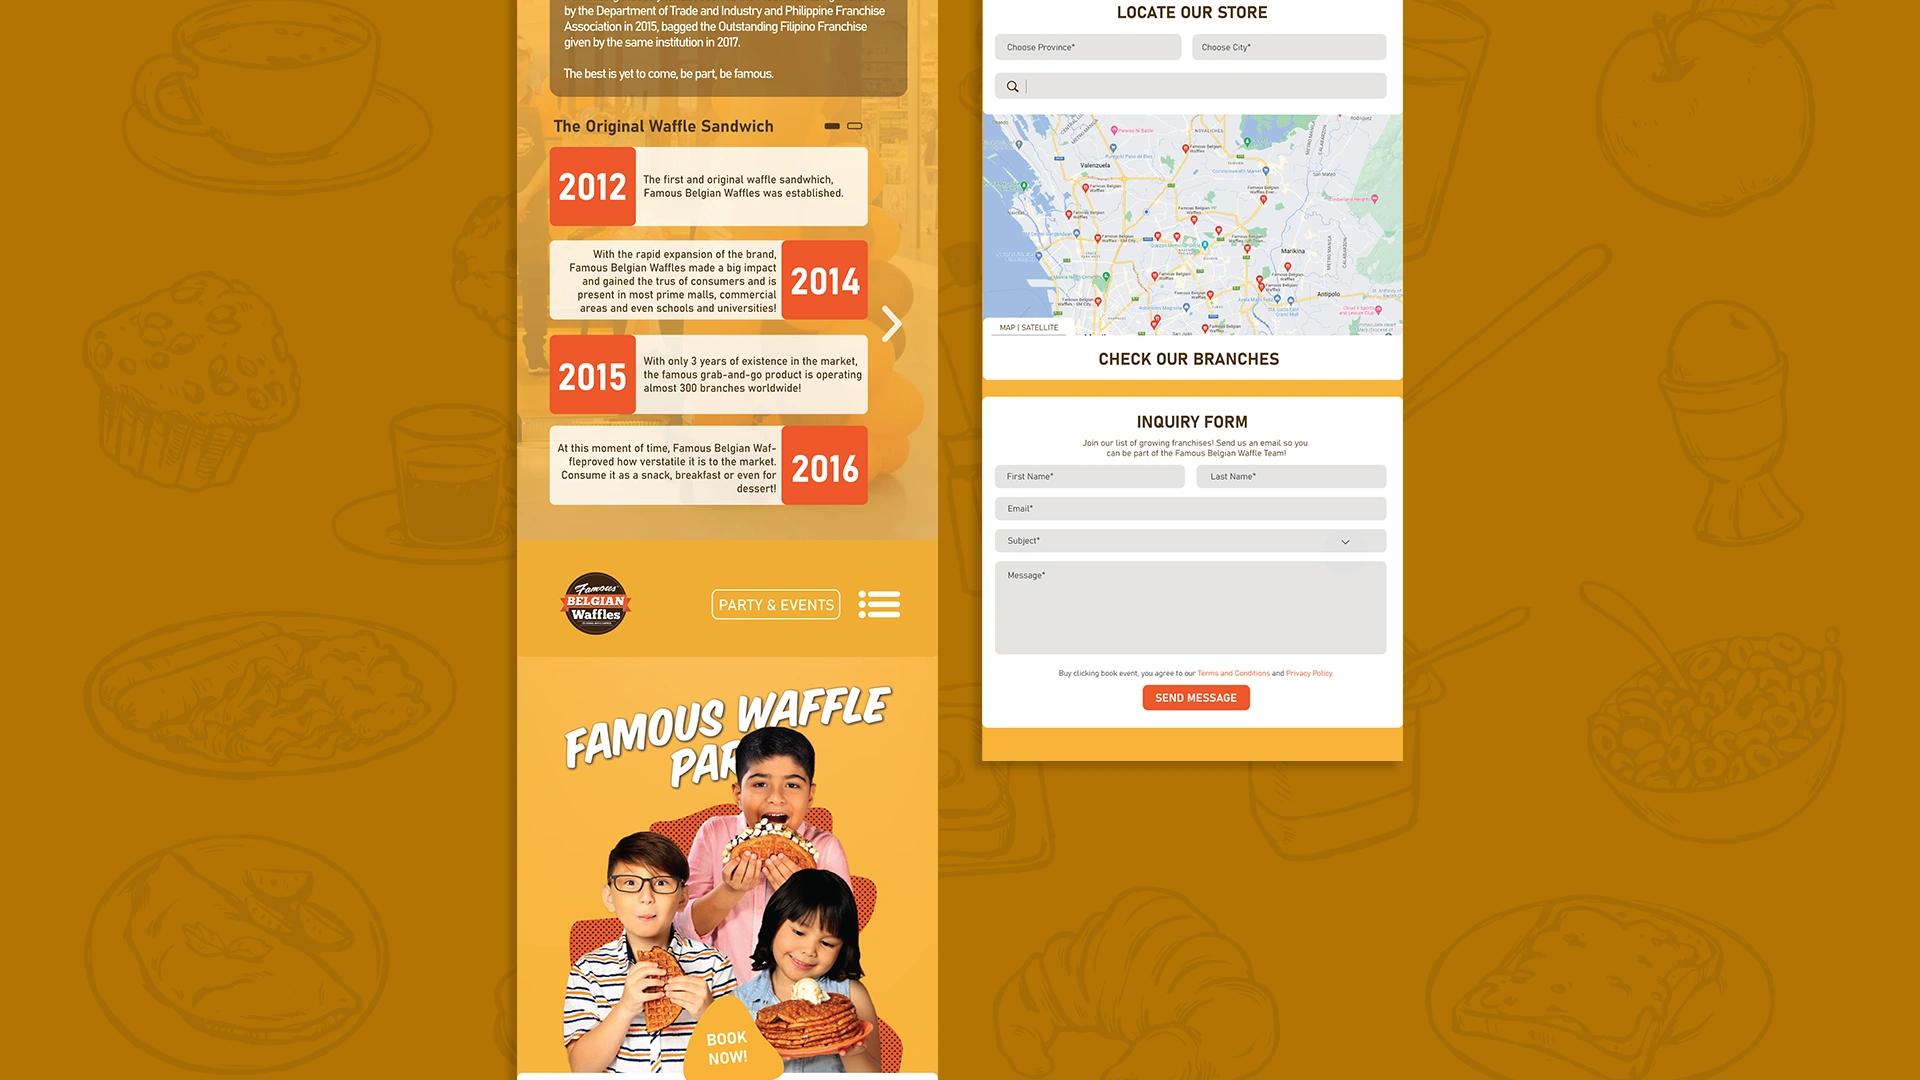 by the Department of Trade and Industry and Philippine Franchise
Association in 2015, bagged the Outstanding Filipino Franchise
given by the same institution in 2017.
The best is yet to come, be part, be famous.
The Original Waffle Sandwich
2012
The first and original waffle sandwhich,
Famous Belgian Waffles was established.
With the rapid expansion of the brand,
Famous Belgian Waffles made a big impact
and gained the trus of consumers and is
present in most prime malls, commercial
areas and even schools and universities!
2014
2015
With only 3 years of existence in the market,
the famous grab-and-go product is operating
almost 300 branches worldwide!
At this moment of time, Famous Belgian Waf-
fleproved how verstatile it is to the market.
Consume it as a snack, breakfast or even for
dessert!
2016
Famous
BELGIAN
Waffles
PARTY & EVENTS
FAMOUS WAFFLE
PAR
BOOK
NOW!
LOCATE OUR STORE
Choose Province*
Choose City*
NOVALICHES
Valenzuela
San Mateo
Famous Belgian
Waffles
Marikina
Antipolo
MAP | SATELLITE
CHECK OUR BRANCHES
INQUIRY FORM
Join our list of growing franchises! Send us an email so you
can be part of the Famous Belgian Waffle Team!
First Name*
Last Name*
Email*
Subject*
Message*
Buy clicking book event, you agree to our Terms and Conditions and Privacy Policy.
SEND MESSAGE